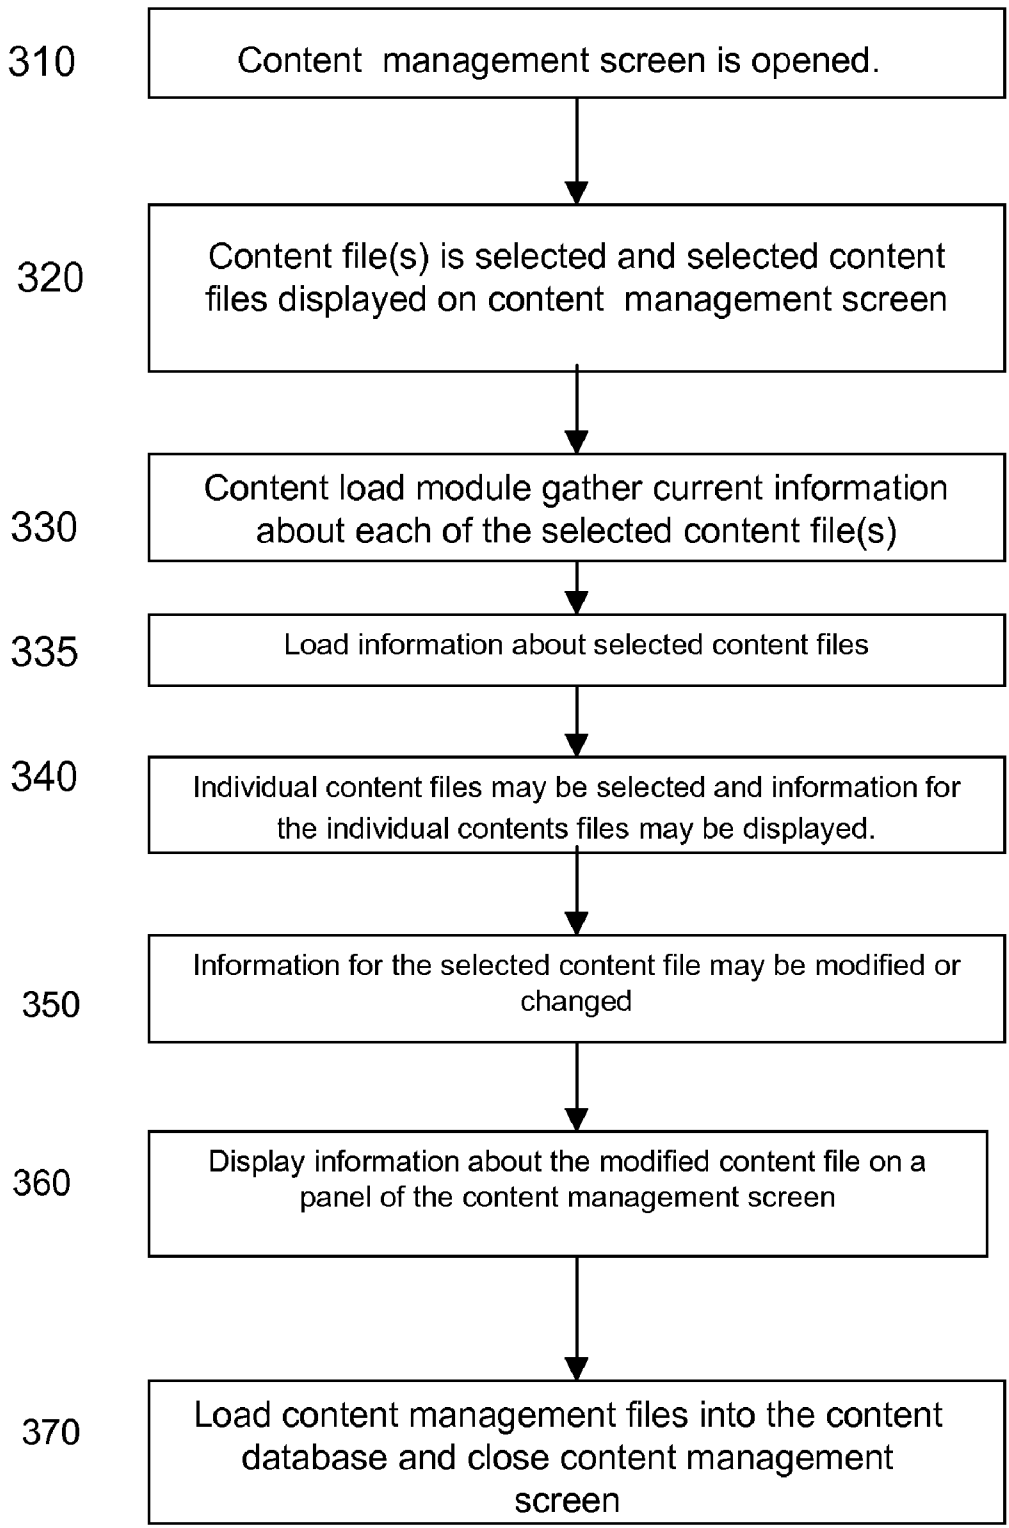 310
Content management screen is opened.
320
Content file(s) is selected and selected content
files displayed on content management screen
330
Content load module gather current information
about each of the selected content file(s)
335
Load information about selected content files
340
Individual content files may be selected and information for
the individual contents files may be displayed.
350
Information for the selected content file may be modified or
changed
360
Display information about the modified content file on a
panel of the content management screen
370
Load content management files into the content
database and close content management
screen